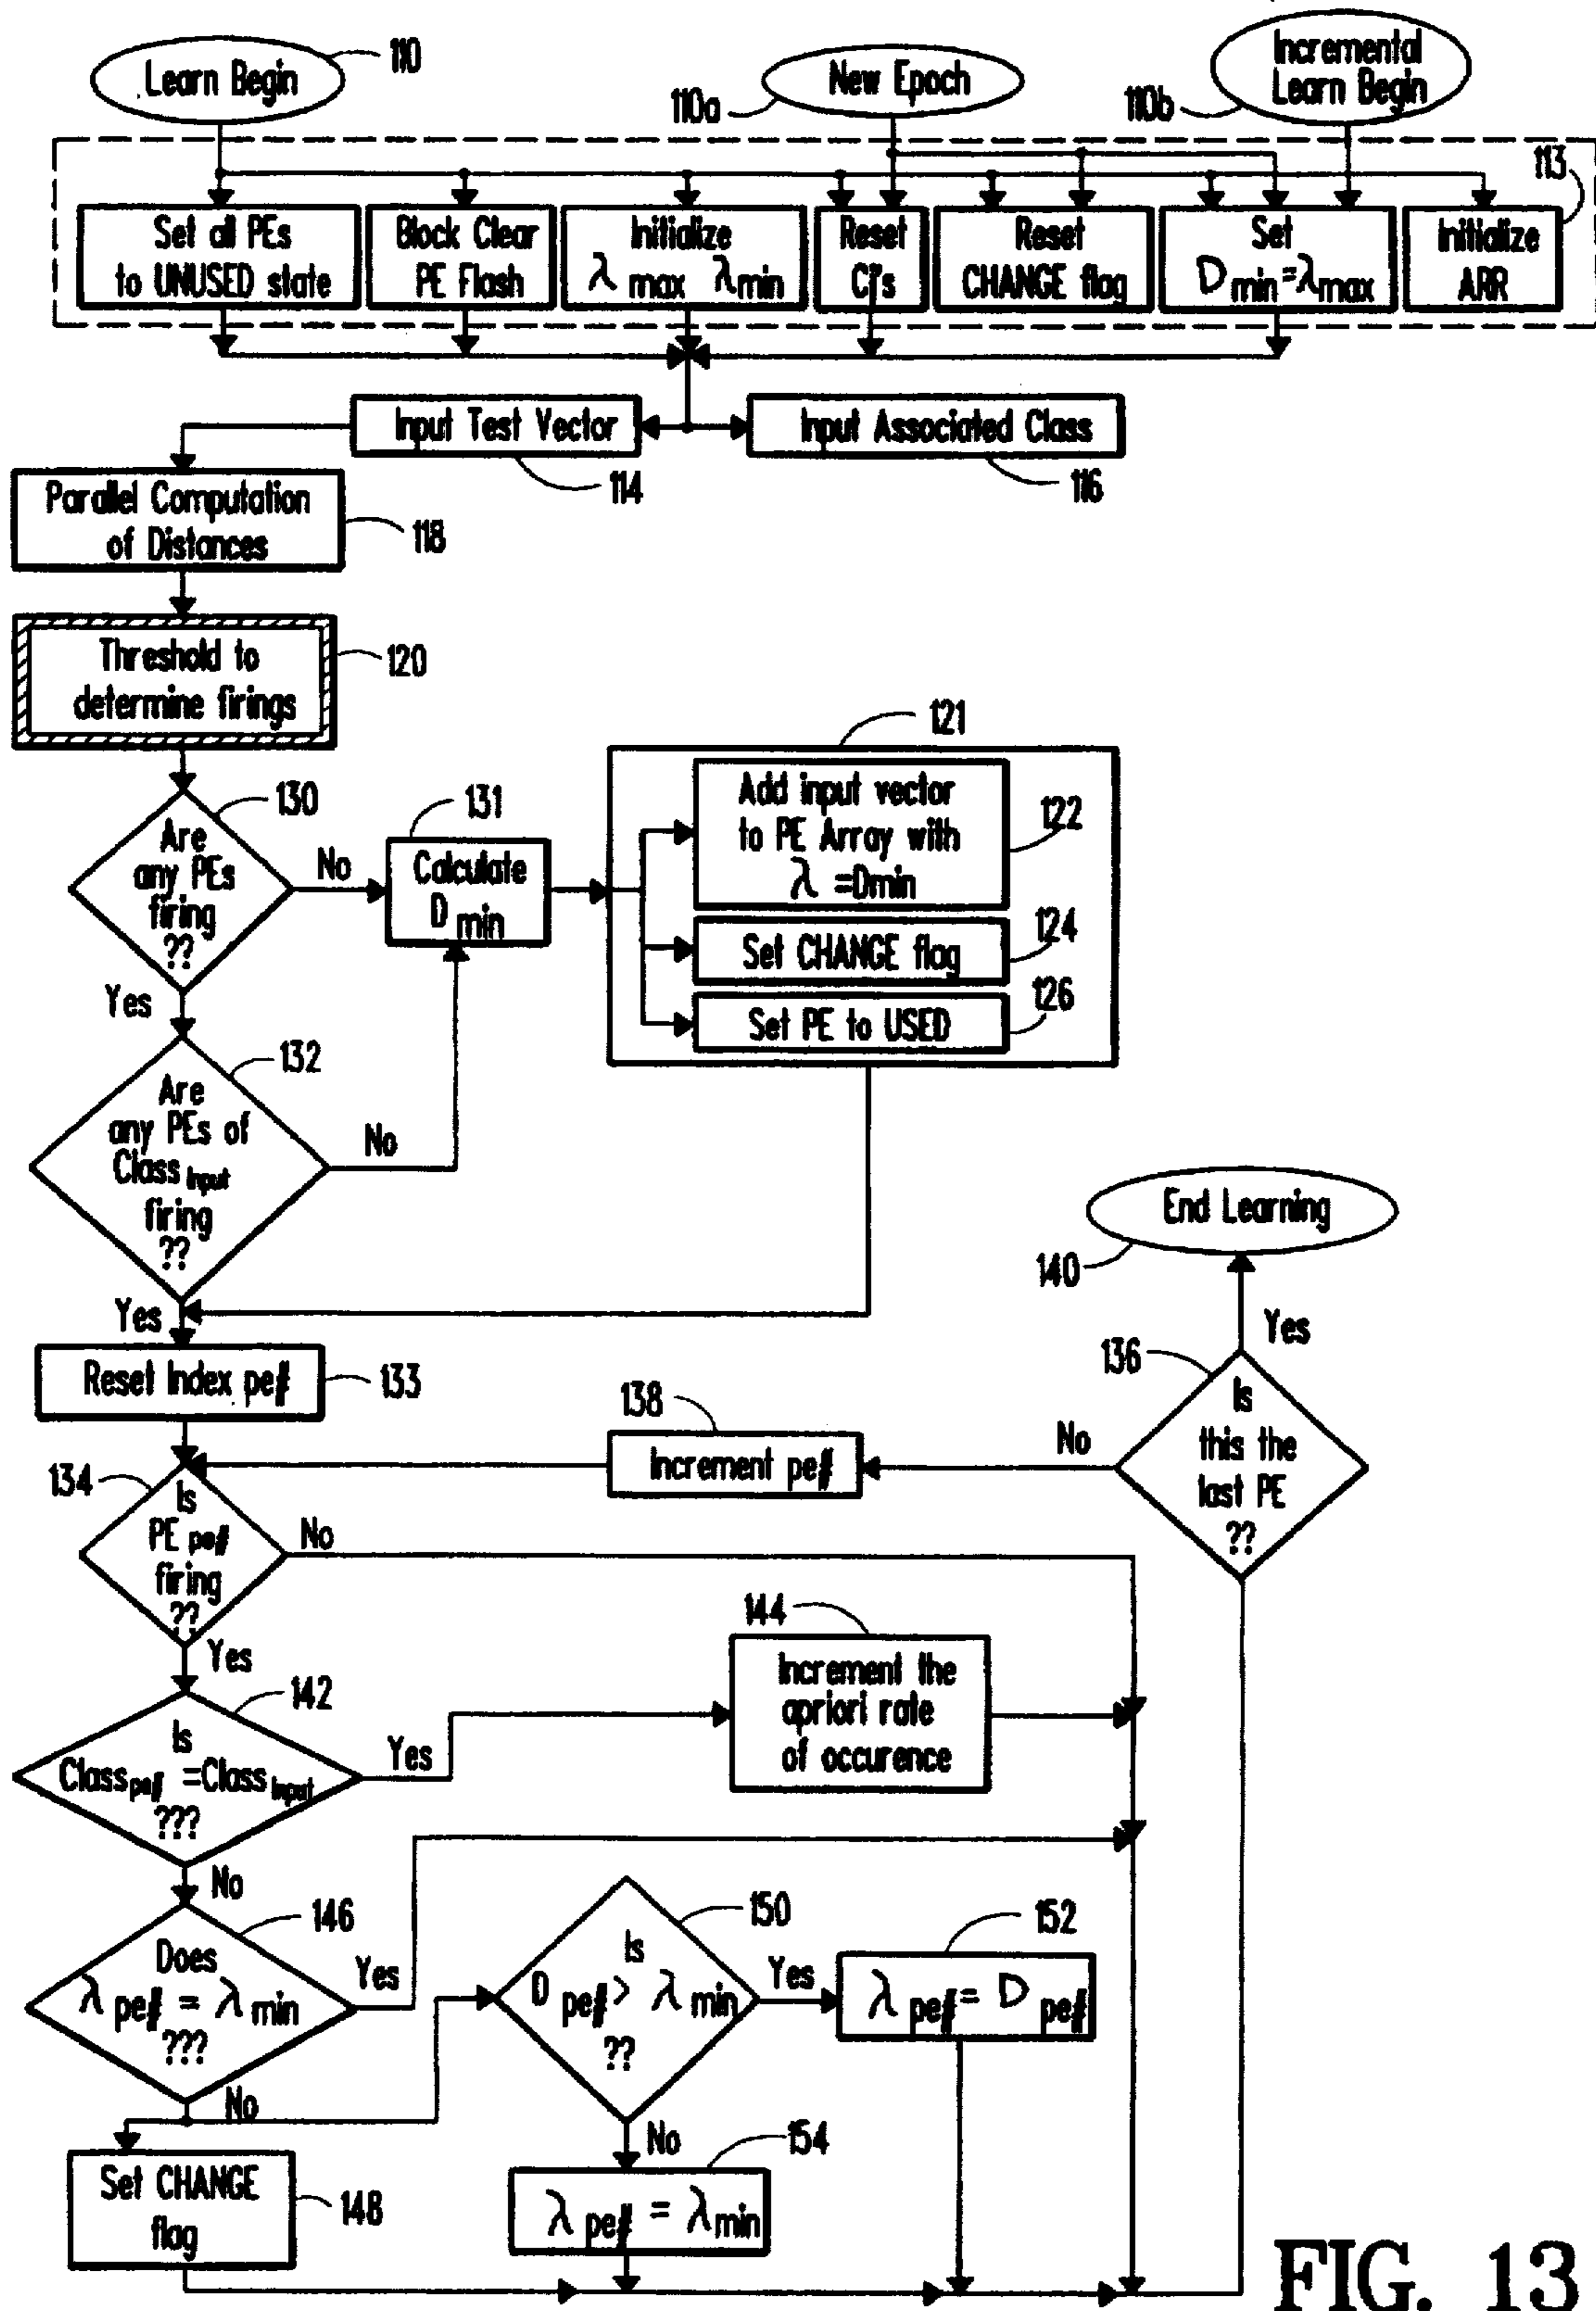 Learn Begin
110
New Epoch
110a
Incremental
Learn Begin
110b
113
Set all PEs
to UNUSED state
Block Clear
PE Flash
Initialize
λ max λ min
Reset
Ci's
Reset
CHANGE flag
Set
D min = λ max
Initialize
ARR
Input Test Vector
114
Input Associated Class
116
Parallel Computation
of Distances
118
Threshold to
determine firings
120
121
Add input vector
to PE Array with
λ =Dmin
122
Set CHANGE flag
124
Set PE to USED
126
130
Are
any PEs
firing
??
No
Yes
131
Calculate
D min
132
Are
any PEs of
Class Input
firing
??
No
Yes
End Learning
140
Yes
136
Is
this the
last PE
??
No
Reset Index pe#
133
138
Increment pe#
134
Is
PE pe#
firing
??
No
Yes
144
Increment the
apriori rate
of occurence
142
Is
Class pe# =Class Input
???
Yes
No
146
Does
λ pe# = λ min
???
Yes
No
150
Is
D pe# > λ min
??
Yes
No
152
λ pe# = D pe#
154
λ pe# = λ min
Set CHANGE
flag
148
FIG. 13